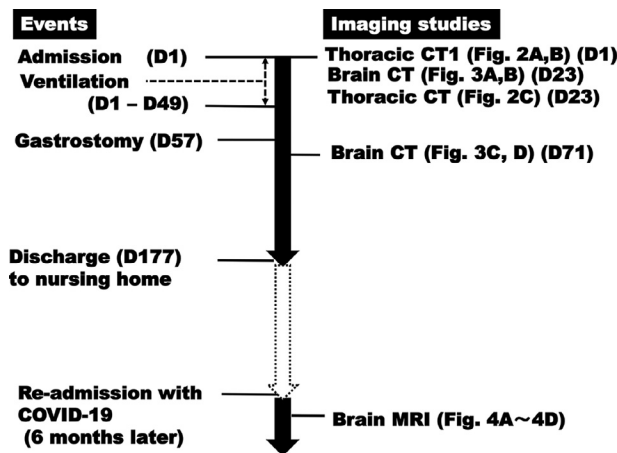 Events
Imaging studies
Admission (D1)
Thoracic CT1 (Fig. 2A,B) (D1)
Ventilation
Brain CT (Fig. 3A,B) (D23)
(D1 – D49)
Thoracic CT (Fig. 2C) (D23)
Gastrostomy (D57)
Brain CT (Fig. 3C, D) (D71)
Discharge (D177)
to nursing home
Re-admission with
COVID-19
(6 months later)
Brain MRI (Fig. 4A～4D)